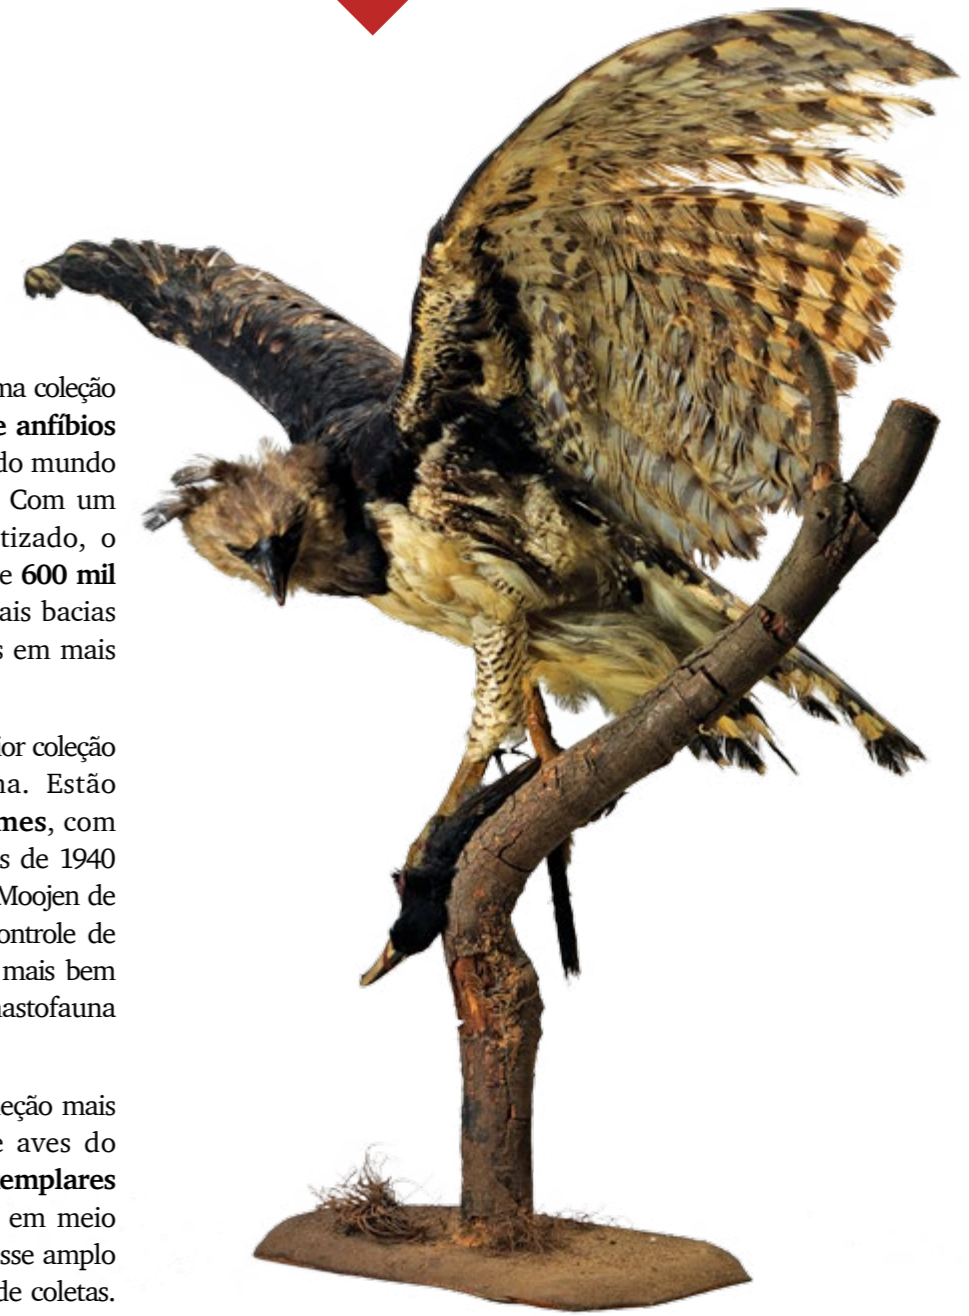 ma coleção
e anfíbios
do mundo
Com um
tizado, o
e 600 mil
ais bacias
s em mais
ior coleção
na. Estão
mes, com
s de 1940
Moojen de
ontrole de
mais bem
nastofauna
eção mais
e aves do
emplares
em meio
sse amplo
de coletas.